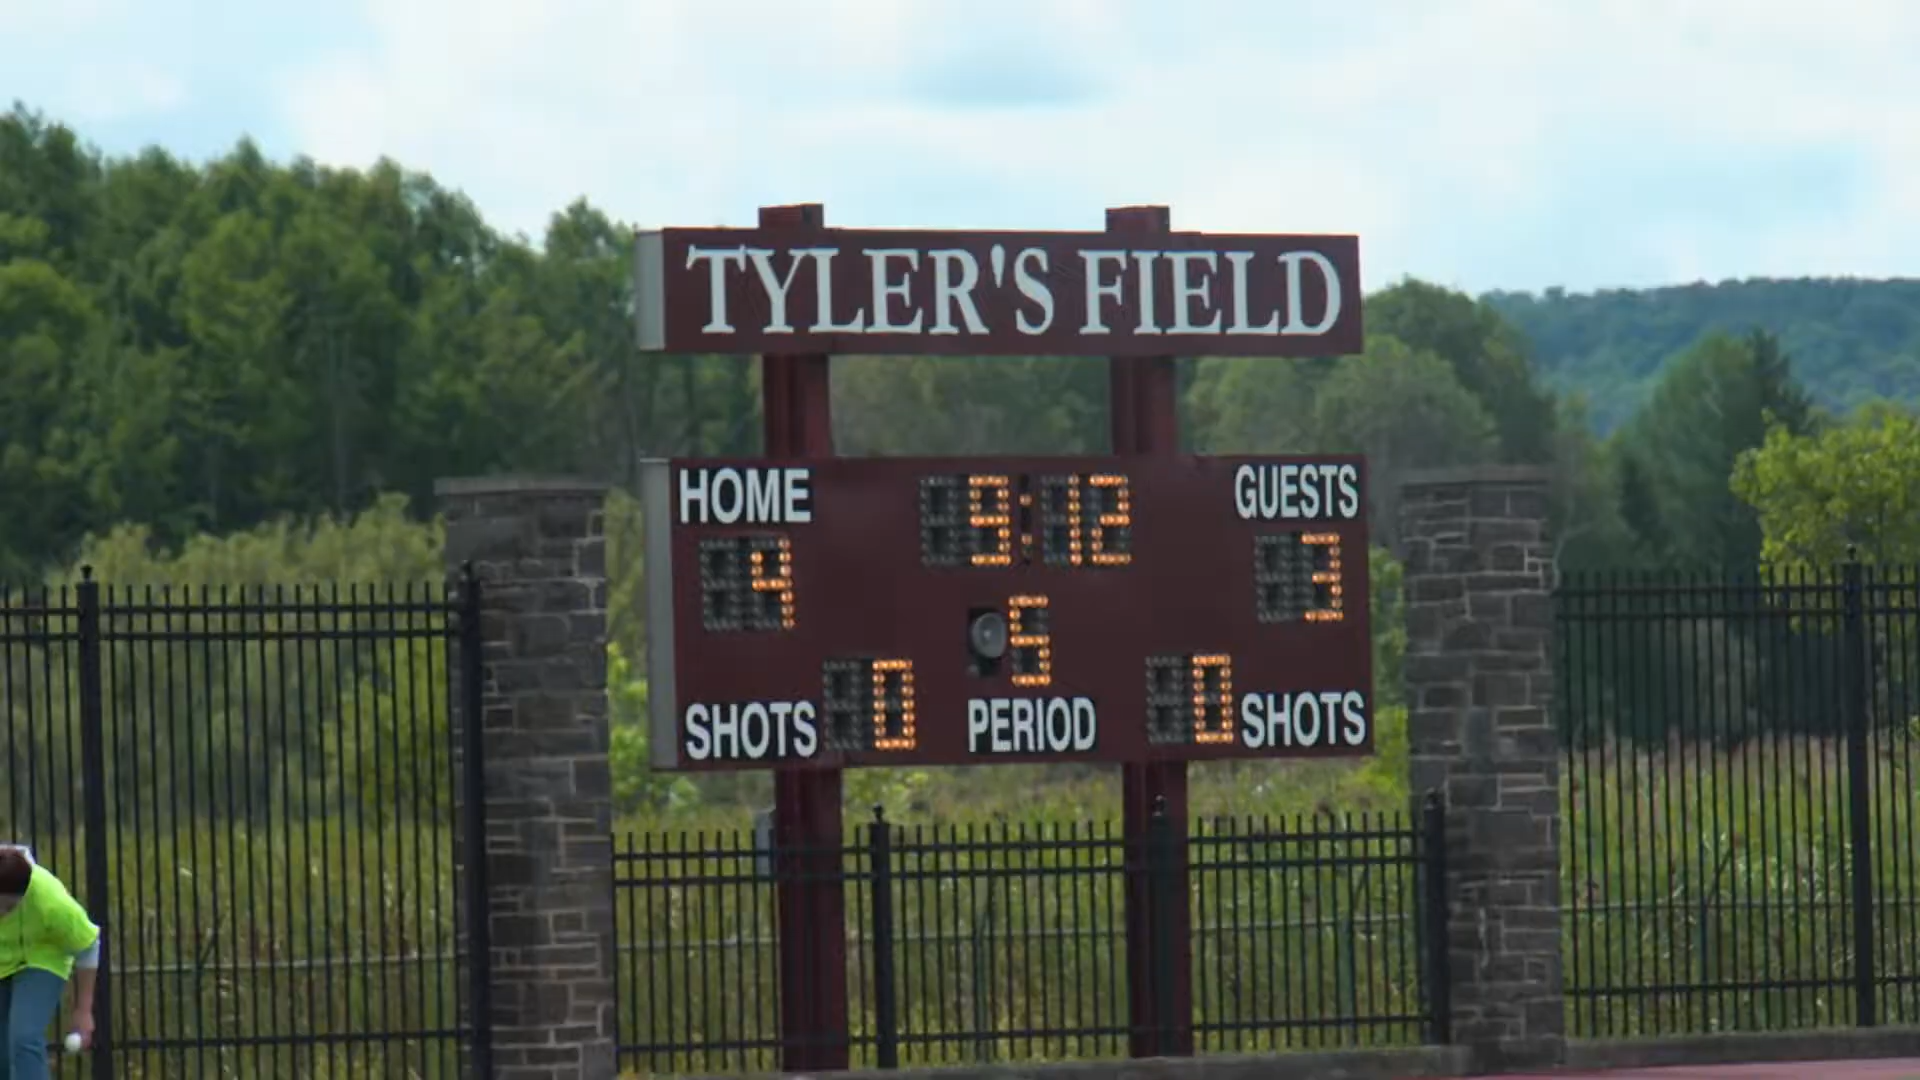 TYLER'S FIELD
HOME 9:12 GUESTS
4 3
5
SHOTS 0 PERIOD 0 SHOTS